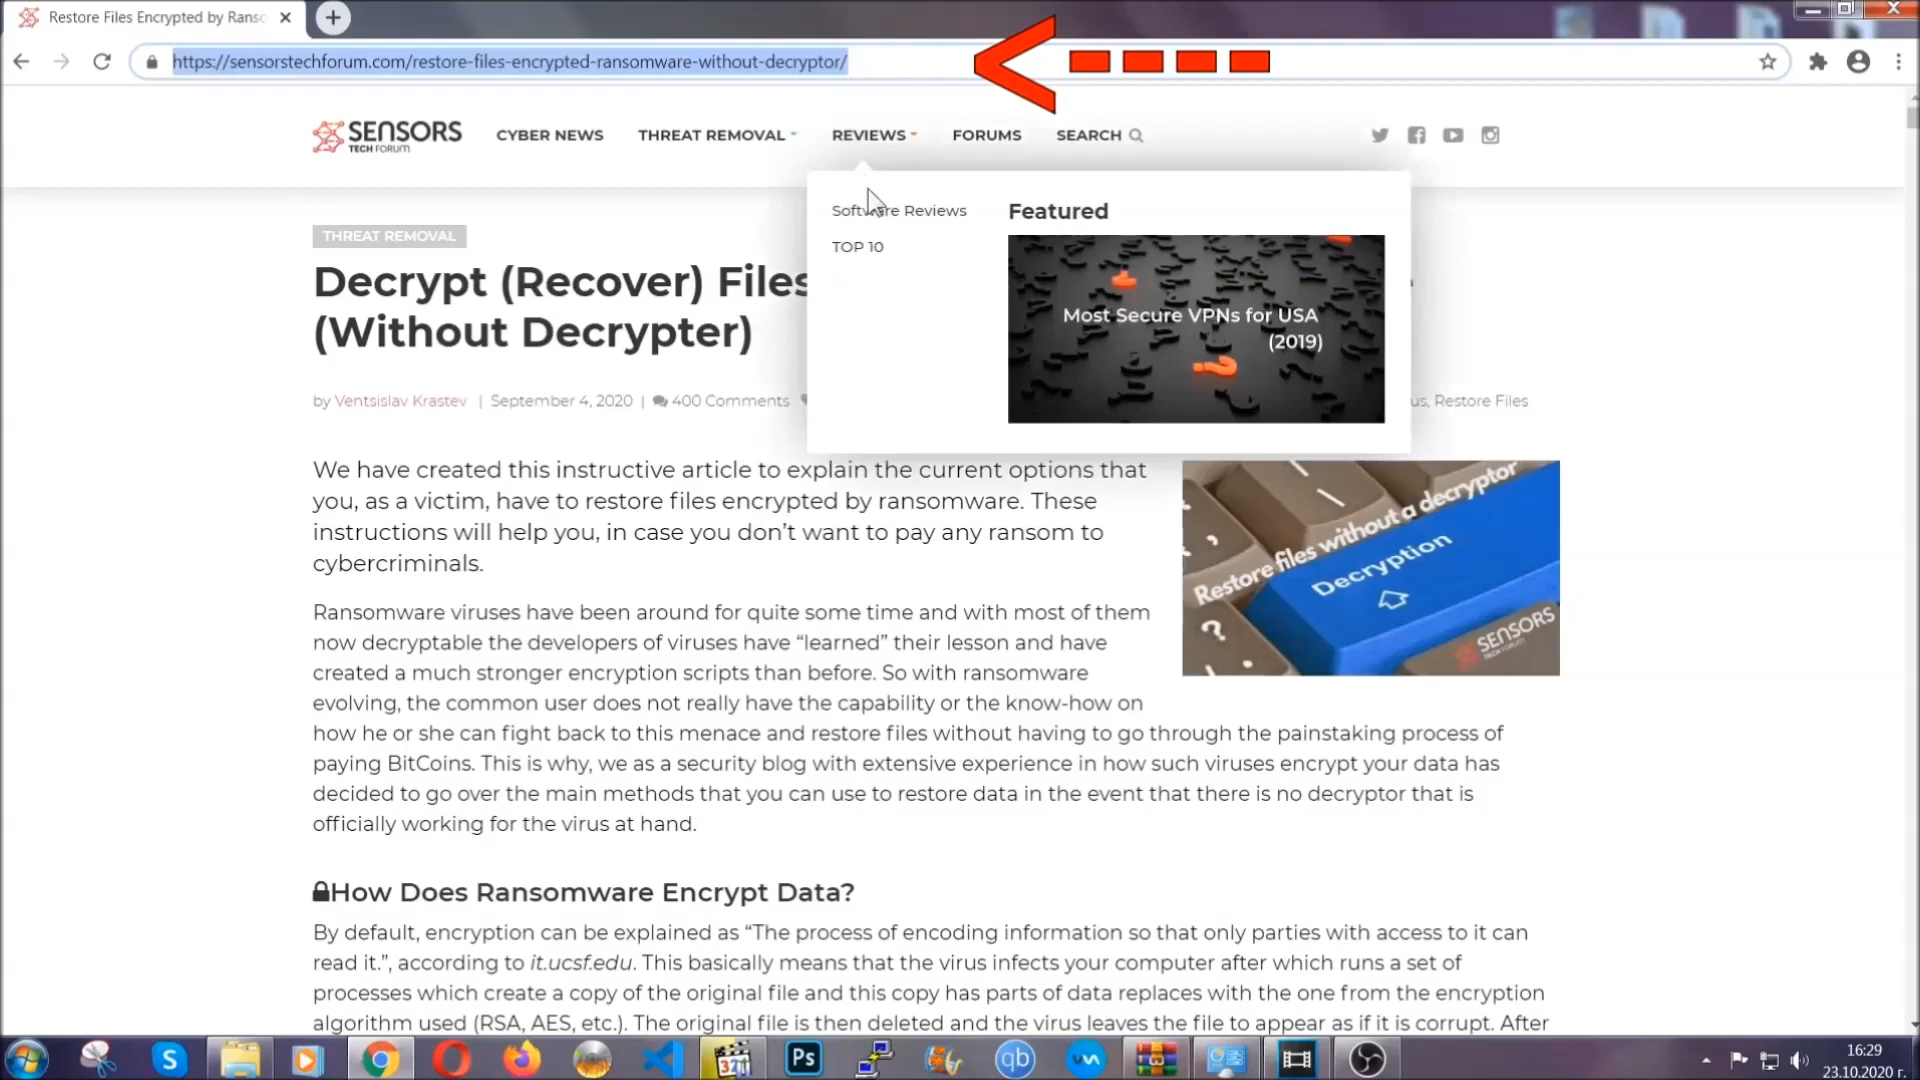 Restore Files Encrypted by Ranso
https://sensorstechforum.com/restore-files-encrypted-ransomware-without-decryptor/
SENSORS
TECH FORUM
CYBER NEWS
THREAT REMOVAL
REVIEWS
FORUMS
SEARCH
Software Reviews
TOP 10
Featured
Most Secure VPNs for USA
(2019)
THREAT REMOVAL
Decrypt (Recover) Files
(Without Decrypter)
by Ventsislav Krastev | September 4, 2020 | 400 Comments
us, Restore Files
We have created this instructive article to explain the current options that
you, as a victim, have to restore files encrypted by ransomware. These
instructions will help you, in case you don’t want to pay any ransom to
cybercriminals.
Restore files without a decryptor
Decryption
SENSORS
TECH FORUM
Ransomware viruses have been around for quite some time and with most of them
now decryptable the developers of viruses have “learned” their lesson and have
created a much stronger encryption scripts than before. So with ransomware
evolving, the common user does not really have the capability or the know-how on
how he or she can fight back to this menace and restore files without having to go through the painstaking process of
paying BitCoins. This is why, we as a security blog with extensive experience in how such viruses encrypt your data has
decided to go over the main methods that you can use to restore data in the event that there is no decryptor that is
officially working for the virus at hand.
How Does Ransomware Encrypt Data?
By default, encryption can be explained as “The process of encoding information so that only parties with access to it can
read it.”, according to it.ucsf.edu. This basically means that the virus infects your computer after which runs a set of
processes which create a copy of the original file and this copy has parts of data replaces with the one from the encryption
algorithm used (RSA, AES, etc.). The original file is then deleted and the virus leaves the file to appear as if it is corrupt. After
S
321
Ps
qb
16:29
23.10.2020 г.